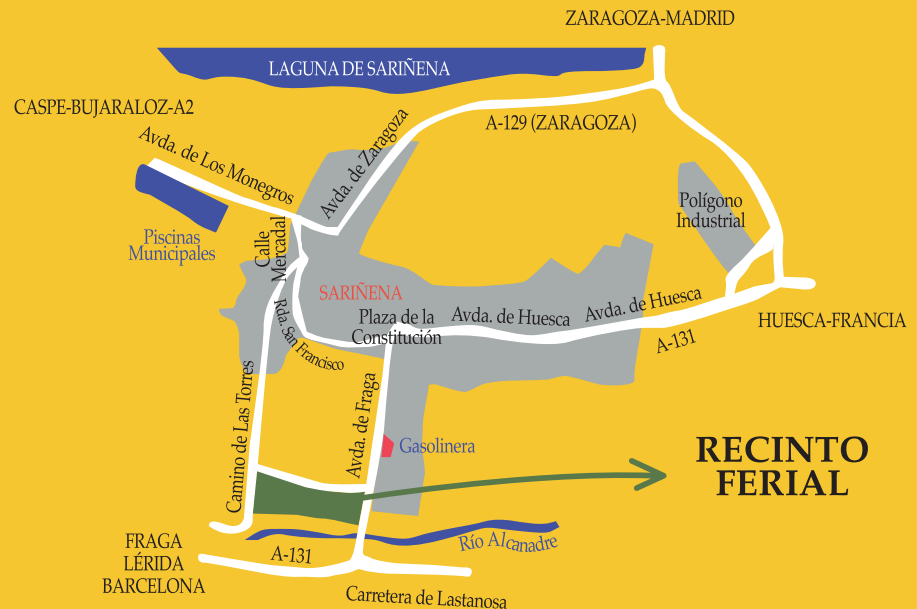 ZARAGOZA-MADRID
LAGUNA DE SARIÑENA
CASPE-BUJARALOZ-A2
A-129 (ZARAGOZA)
Avda. de Los Monegros
Avda. de Zaragoza
Polígono
Industrial
Piscinas
Municipales
Calle
Mercadal
SARIÑENA
Plaza de la
Constitución
Avda. de Huesca
Avda. de Huesca
HUESCA-FRANCIA
A-131
Rda. San Francisco
Camino de Las Torres
Avda. de Fraga
Gasolinera
RECINTO
FERIAL
Río Alcanadre
FRAGA
LÉRIDA
BARCELONA
A-131
Carretera de Lastanosa